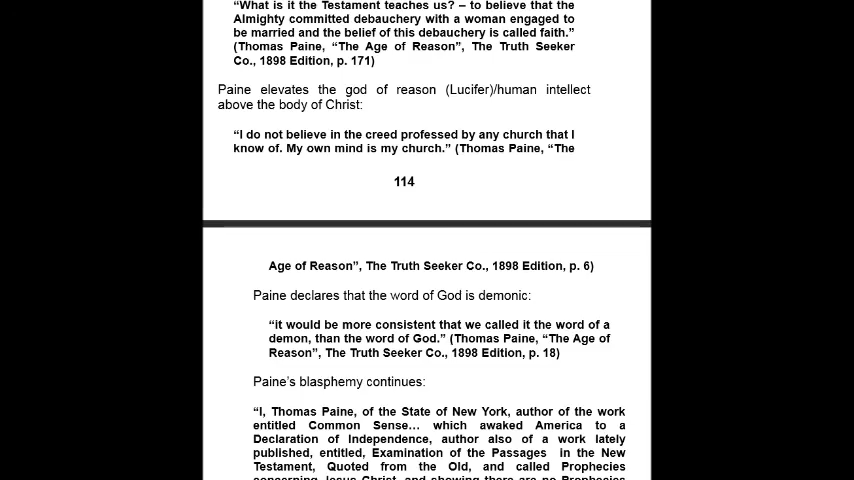 “What is it the Testament teaches us? – to believe that the
Almighty committed debauchery with a woman engaged to
be married and the belief of this debauchery is called faith.”
(Thomas Paine, “The Age of Reason”, The Truth Seeker
Co., 1898 Edition, p. 171)
Paine elevates the god of reason (Lucifer)/human intellect
above the body of Christ:
“I do not believe in the creed professed by any church that I
know of. My own mind is my church.” (Thomas Paine, “The
114
Age of Reason”, The Truth Seeker Co., 1898 Edition, p. 6)
Paine declares that the word of God is demonic:
“it would be more consistent that we called it the word of a
demon, than the word of God.” (Thomas Paine, “The Age of
Reason”, The Truth Seeker Co., 1898 Edition, p. 18)
Paine’s blasphemy continues:
“I, Thomas Paine, of the State of New York, author of the work
entitled Common Sense… which awaked America to a
Declaration of Independence, author also of a work lately
published, entitled, Examination of the Passages in the New
Testament, Quoted from the Old, and called Prophecies
concerning Jesus Christ, and showing there are no Prophecies